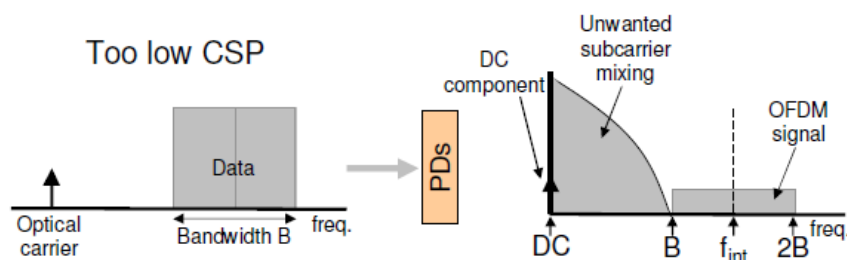 Too low CSP
Data
Optical
carrier
Bandwidth B
freq.
PDs
DC
component
Unwanted
subcarrier
mixing
OFDM
signal
DC
B
fint
2B
freq.